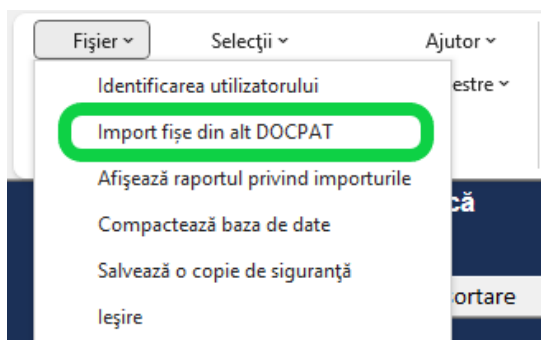 Fişier Selecţii Ajutor
Identificarea utilizatorului estre
Import fişe din alt DOCPAT
Afişează raportul privind importurile
că
Compactează baza de date
Salvează o copie de siguranţă
ortare
Ieşire